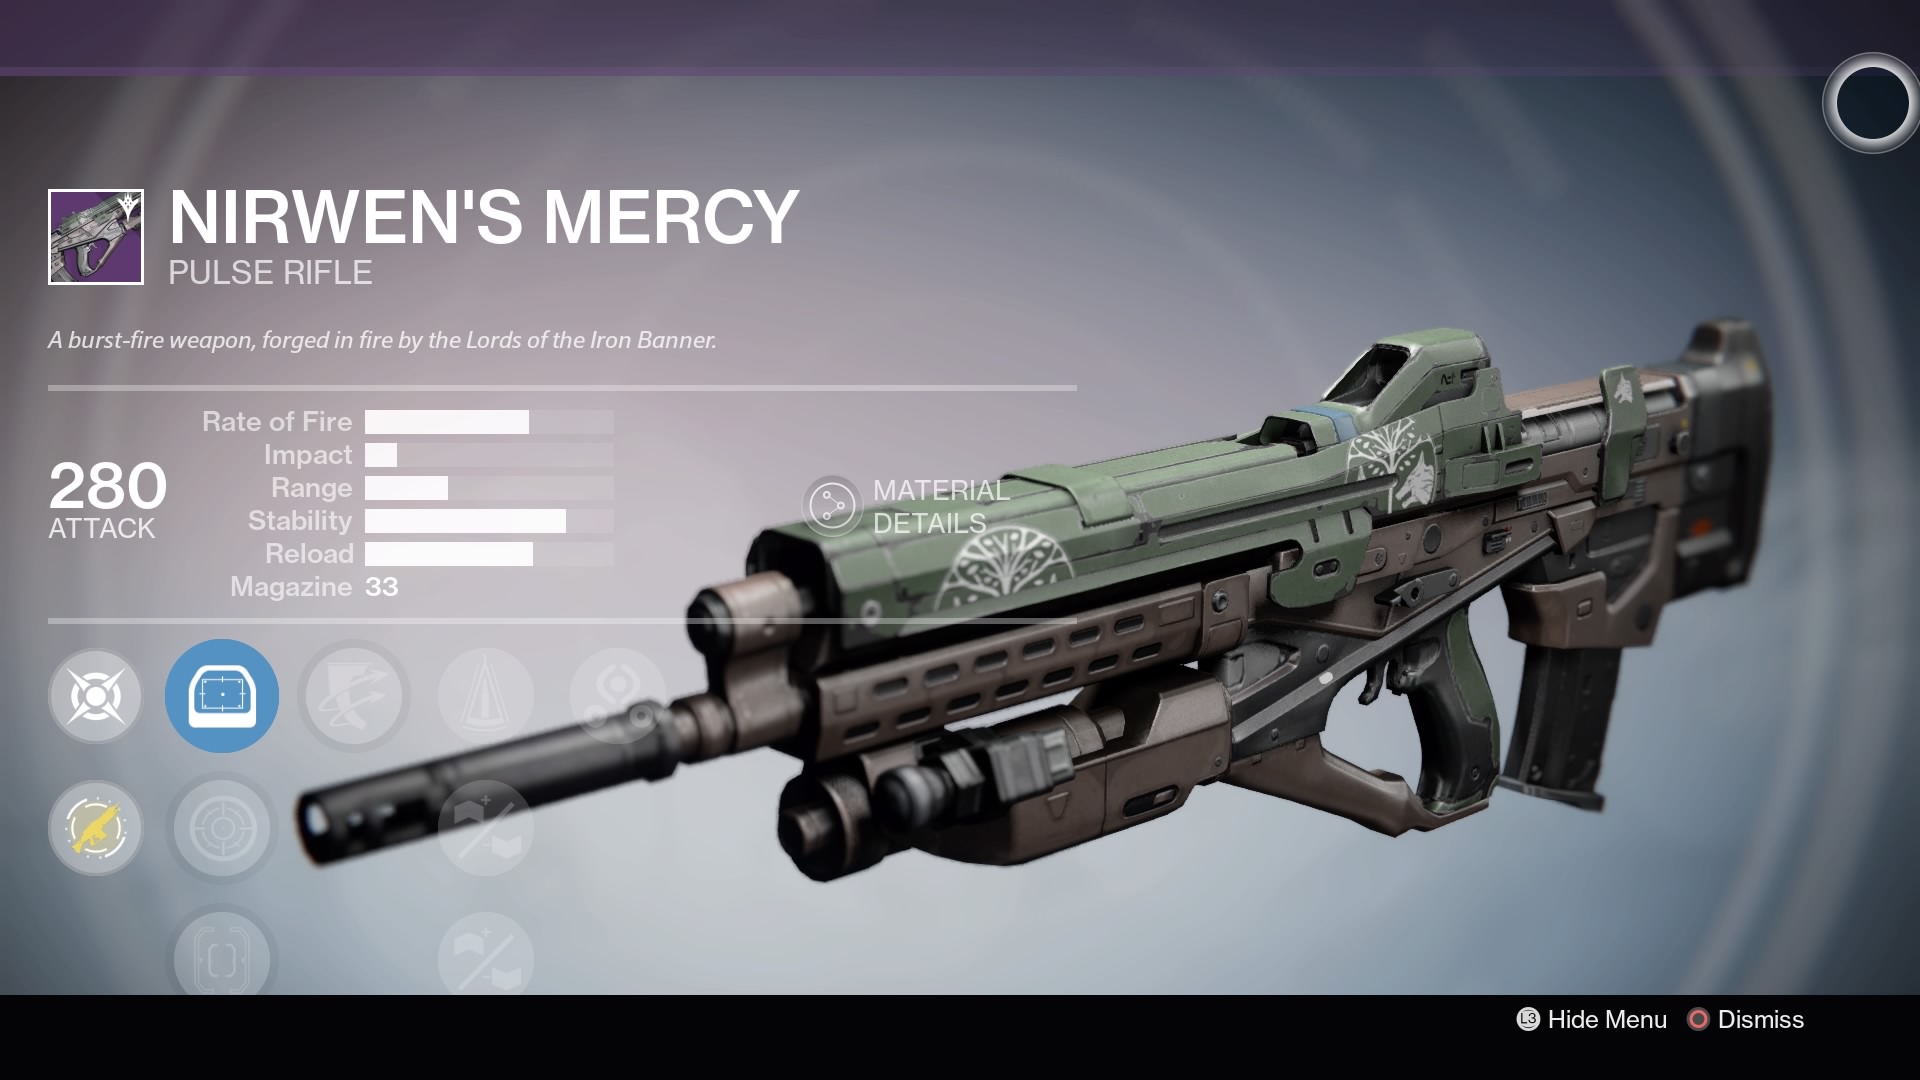 NIRWEN'S MERCY
PULSE RIFLE
A burst-fire weapon, forged in fire by the Lords of the Iron Banner.
280
ATTACK
Rate of Fire
Impact
Range
Stability
Reload
Magazine 33
MATERIAL
DETAILS
L3 Hide Menu
Dismiss